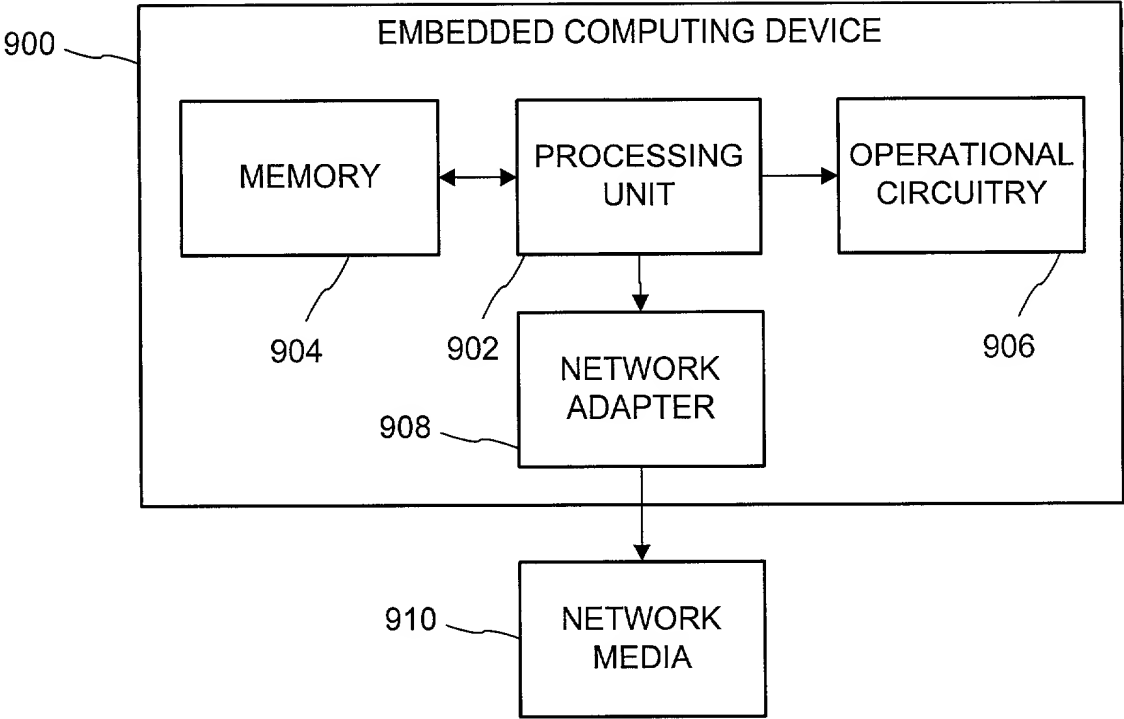 EMBEDDED COMPUTING DEVICE
900
MEMORY
PROCESSING
UNIT
OPERATIONAL
CIRCUITRY
904
902
906
NETWORK
ADAPTER
908
910
NETWORK
MEDIA